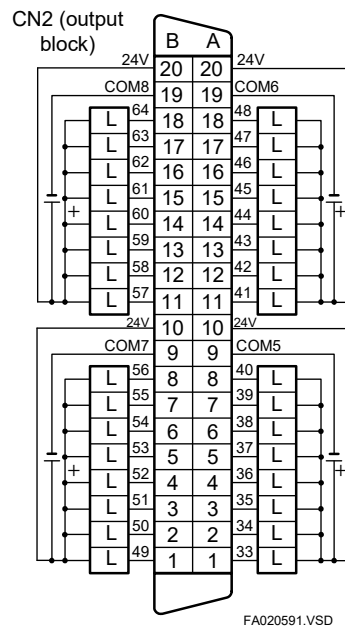 CN2 (output
block)
B A
24V 20 20 24V
COM8 19 19 COM6
L 64 18 18 48 L
L 63 17 17 47 L
L 62 16 16 46 L
L 61 15 15 45 L
+ +
L 60 14 14 44 L
L 59 13 13 43 L
L 58 12 12 42 L
L 57 11 11 41 L
24V 10 10 24V
COM7 9 9 COM5
L 56 8 8 40 L
L 55 7 7 39 L
L 54 6 6 38 L
L 53 5 5 37 L
+ +
L 52 4 4 36 L
L 51 3 3 35 L
L 50 2 2 34 L
L 49 1 1 33 L
FA020591.VSD